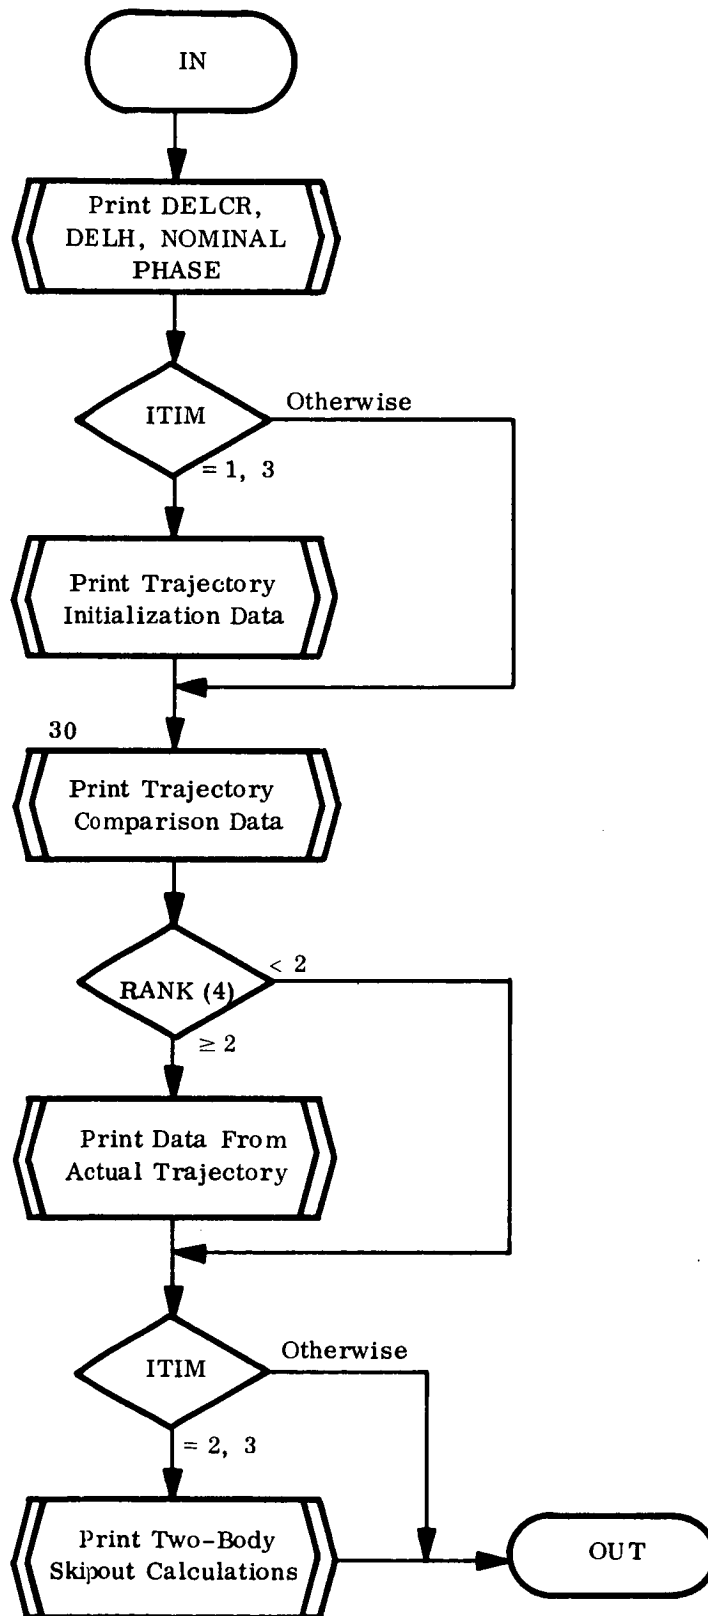 IN
Print DELCR,
DELH, NOMINAL
PHASE
ITIM
Otherwise
= 1, 3
Print Trajectory
Initialization Data
30
Print Trajectory
Comparison Data
RANK (4)
< 2
≥ 2
Print Data From
Actual Trajectory
ITIM
Otherwise
= 2, 3
Print Two-Body
Skipout Calculations
OUT